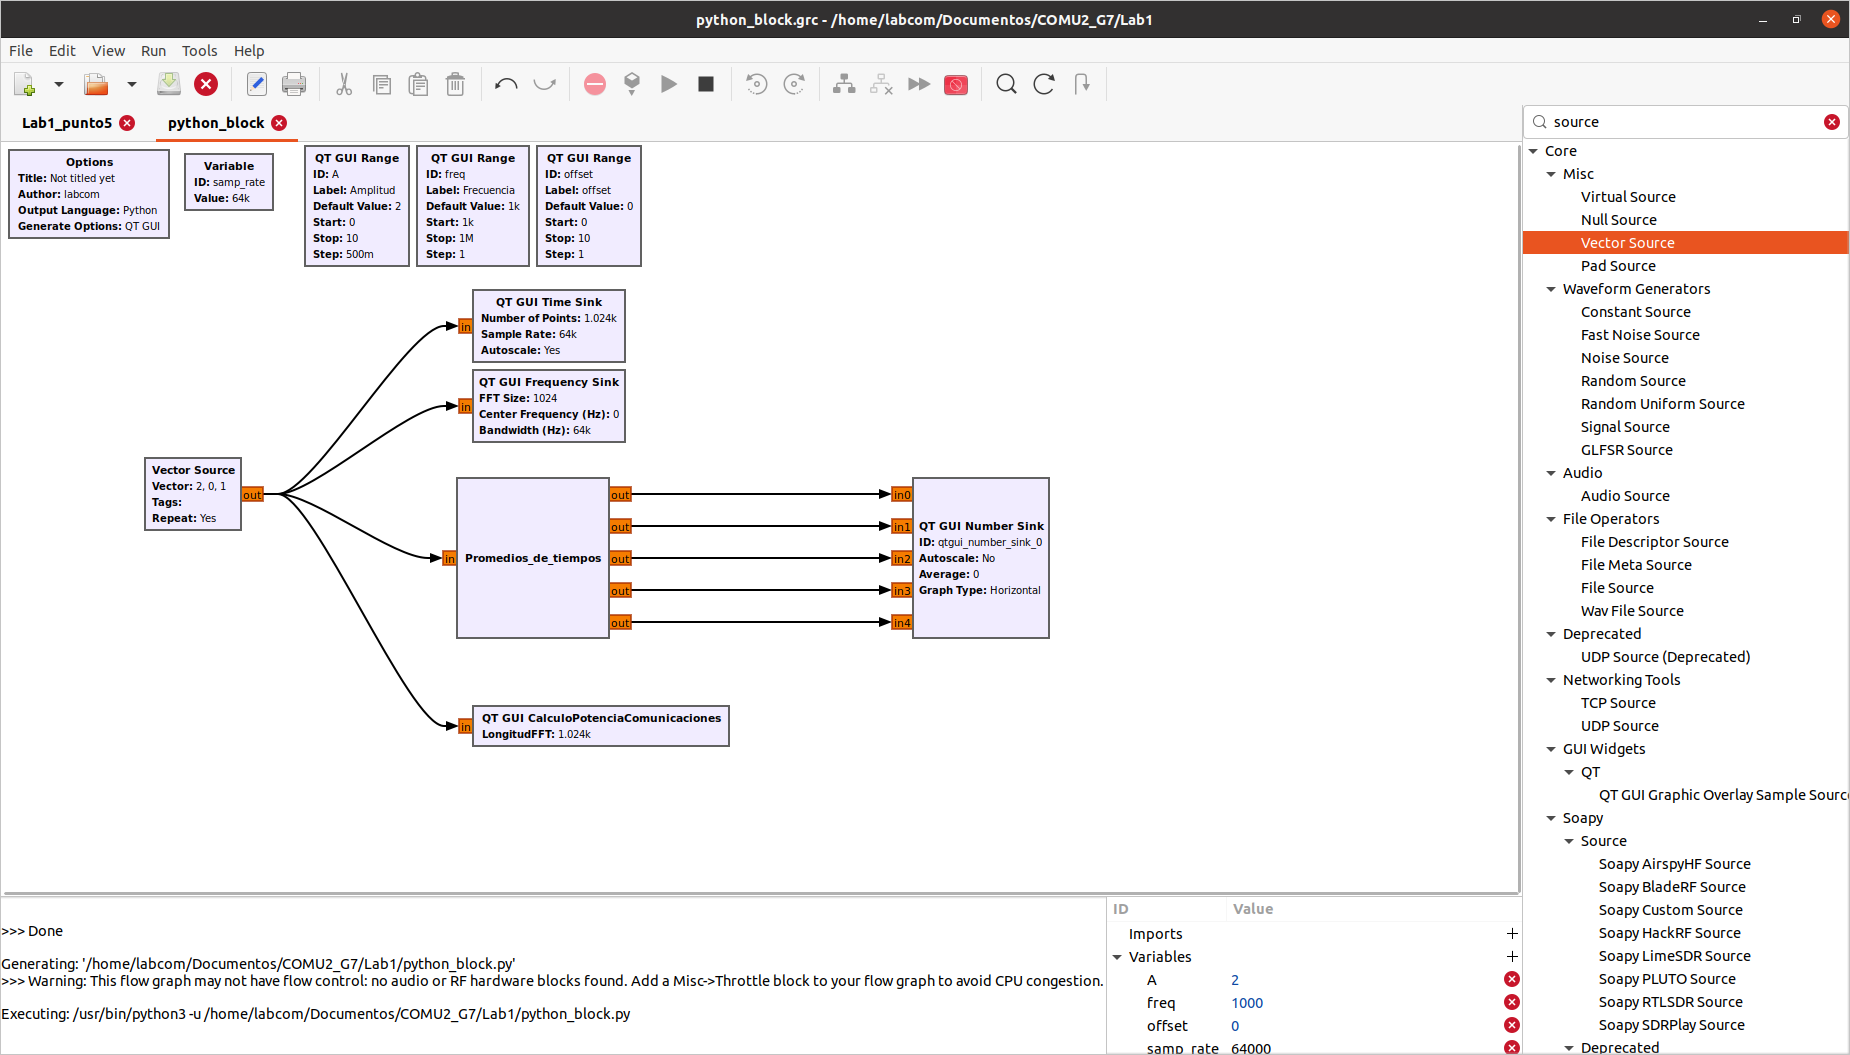 python_block.grc - /home/labcom/Documentos/COMU2_G7/Lab1
File Edit View Run Tools Help
Lab1_punto5
python_block
Options
Title: Not titled yet
Author: labcom
Output Language: Python
Generate Options: QT GUI
Variable
ID: samp_rate
Value: 64k
QT GUI Range
ID: A
Label: Amplitud
Default Value: 2
Start: 0
Stop: 10
Step: 500m
QT GUI Range
ID: freq
Label: Frecuencia
Default Value: 1k
Start: 1k
Stop: 1M
Step: 1
QT GUI Range
ID: offset
Label: offset
Default Value: 0
Start: 0
Stop: 10
Step: 1
in
QT GUI Time Sink
Number of Points: 1.024k
Sample Rate: 64k
Autoscale: Yes
in
QT GUI Frequency Sink
FFT Size: 1024
Center Frequency (Hz): 0
Bandwidth (Hz): 64k
Vector Source
Vector: 2, 0, 1
Tags:
Repeat: Yes
out
in
Promedios_de_tiempos
out
out
out
out
out
in0
in1
in2
in3
in4
QT GUI Number Sink
ID: qtgui_number_sink_0
Autoscale: No
Average: 0
Graph Type: Horizontal
in
QT GUI CalculoPotenciaComunicaciones
LongitudFFT: 1.024k
>>> Done
Generating: '/home/labcom/Documentos/COMU2_G7/Lab1/python_block.py'
>>> Warning: This flow graph may not have flow control: no audio or RF hardware blocks found. Add a Misc->Throttle block to your flow graph to avoid CPU congestion.
Executing: /usr/bin/python3 -u /home/labcom/Documentos/COMU2_G7/Lab1/python_block.py
ID Value
Imports
Variables
A 2
freq 1000
offset 0
samp_rate 64000
source
Core
Misc
Virtual Source
Null Source
Vector Source
Pad Source
Waveform Generators
Constant Source
Fast Noise Source
Noise Source
Random Source
Random Uniform Source
Signal Source
GLFSR Source
Audio
Audio Source
File Operators
File Descriptor Source
File Meta Source
File Source
Wav File Source
Deprecated
UDP Source (Deprecated)
Networking Tools
TCP Source
UDP Source
GUI Widgets
QT
QT GUI Graphic Overlay Sample Sourc
Soapy
Source
Soapy AirspyHF Source
Soapy BladeRF Source
Soapy Custom Source
Soapy HackRF Source
Soapy LimeSDR Source
Soapy PLUTO Source
Soapy RTLSDR Source
Soapy SDRPlay Source
Deprecated